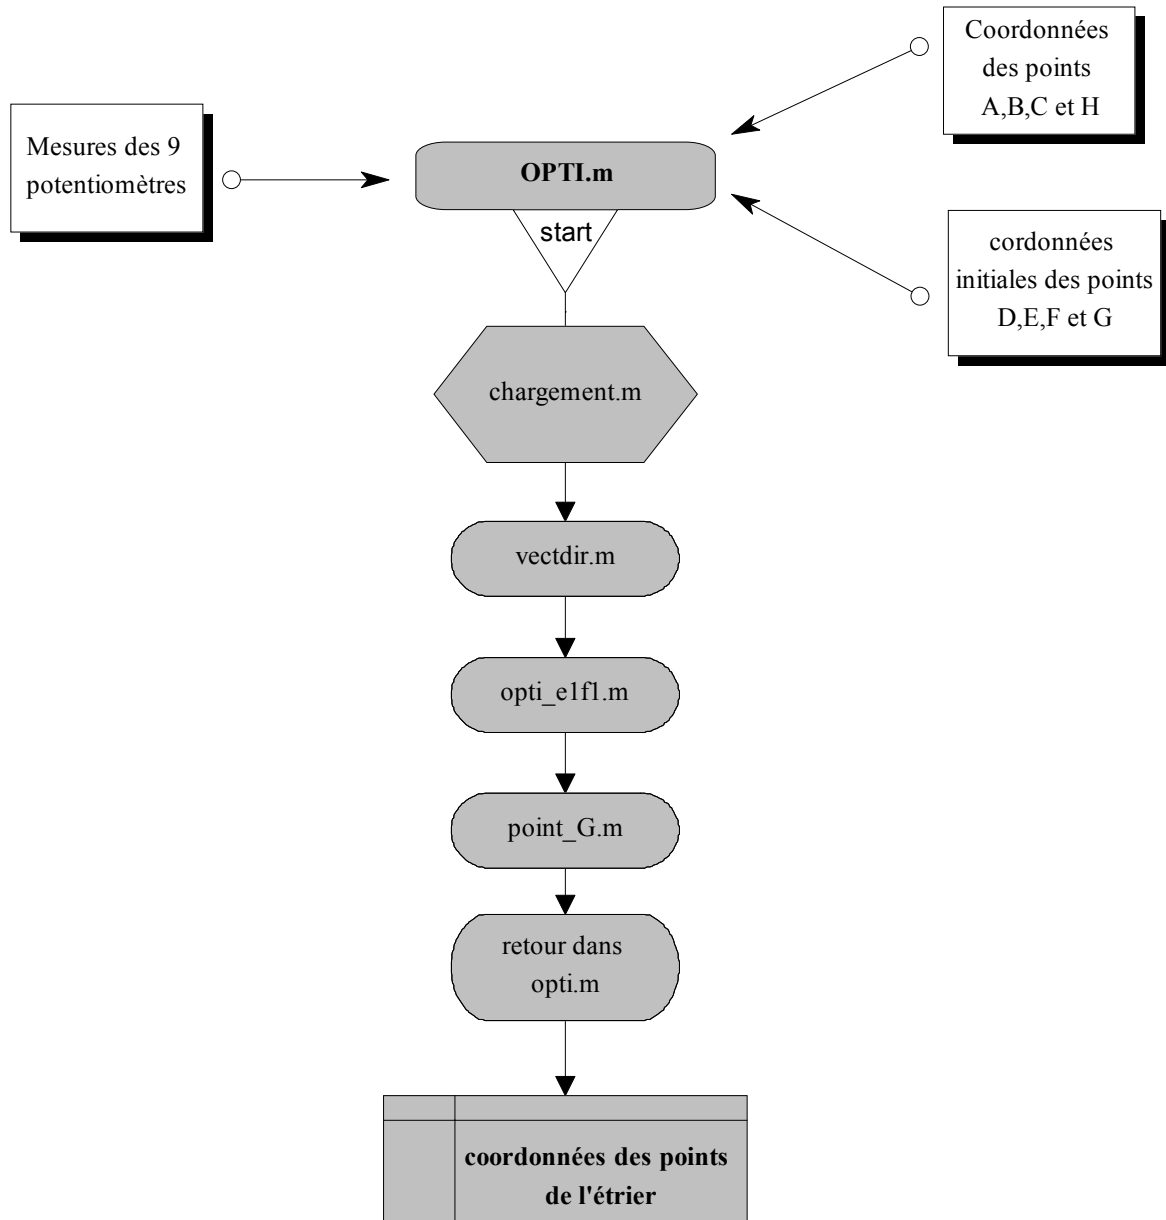 Coordonnées
des points
A,B,C et H
Mesures des 9
potentiomètres
OPTI.m
start
cordonnées
initiales des points
D,E,F et G
chargement.m
vectdir.m
opti_e1f1.m
point_G.m
retour dans
opti.m
coordonnées des points
de l'étrier